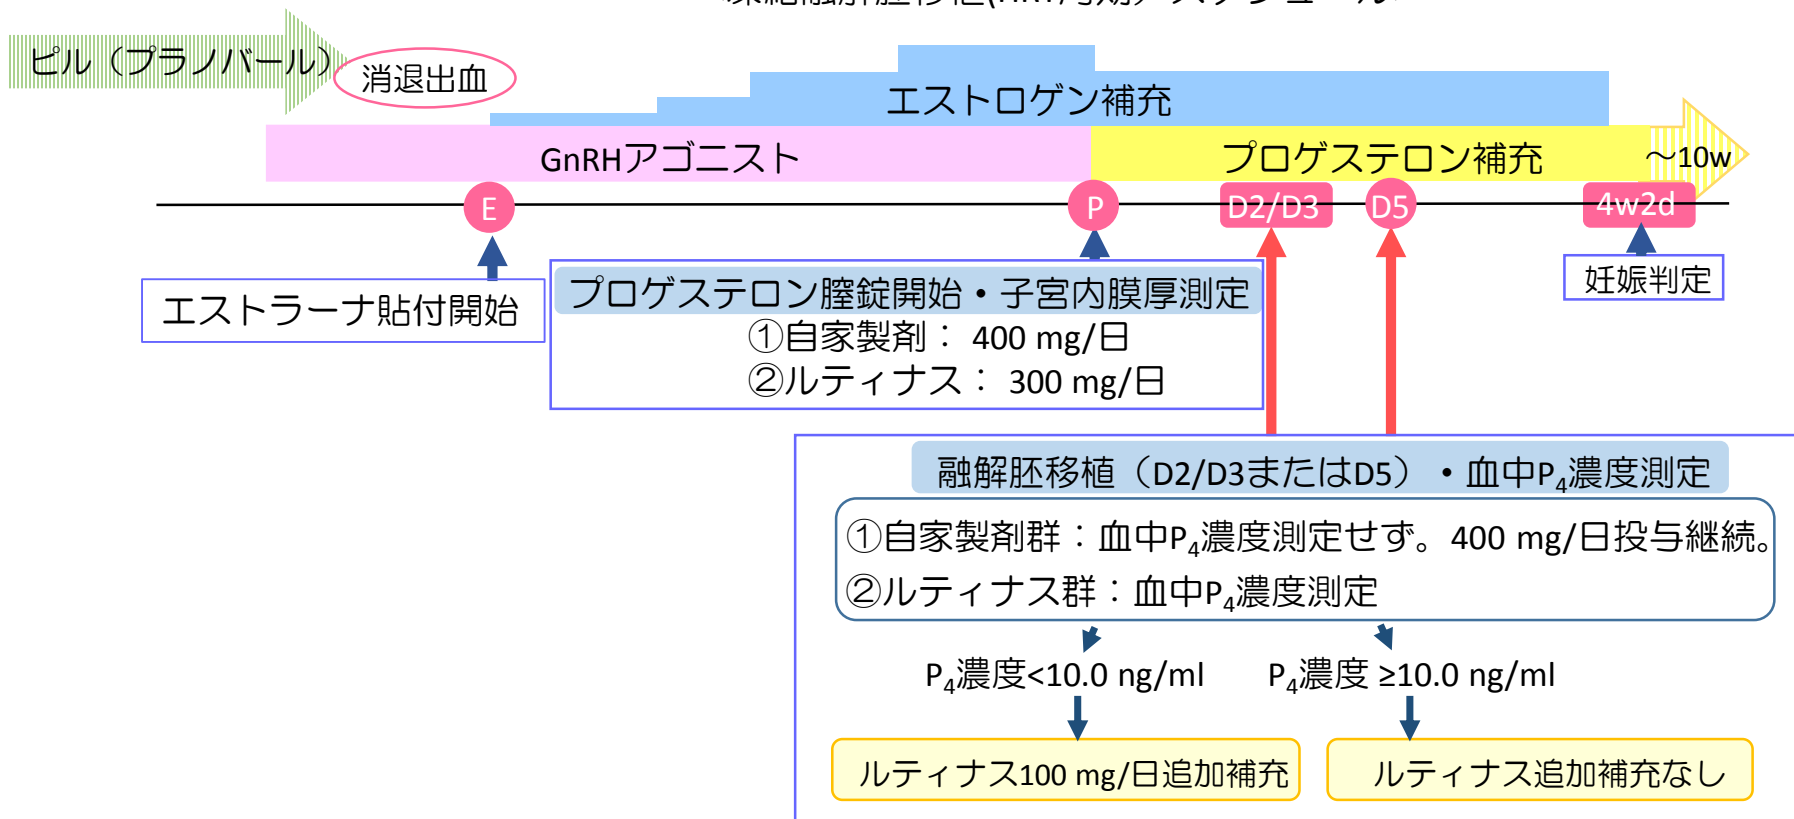 ピル（プラノバール）
消退出血
エストロゲン補充
GnRHアゴニスト
プロゲステロン補充
～10w
E
P
D2/D3
D5
4w2d
エストラーナ貼付開始
プロゲステロン膣錠開始・子宮内膜厚測定
①自家製剤： 400 mg/日
②ルティナス： 300 mg/日
妊娠判定
融解胚移植（D2/D3またはD5）・血中P₄濃度測定
①自家製剤群：血中P₄濃度測定せず。400 mg/日投与継続。
②ルティナス群：血中P₄濃度測定
P₄濃度<10.0 ng/ml
P₄濃度 ≥10.0 ng/ml
ルティナス100 mg/日追加補充
ルティナス追加補充なし